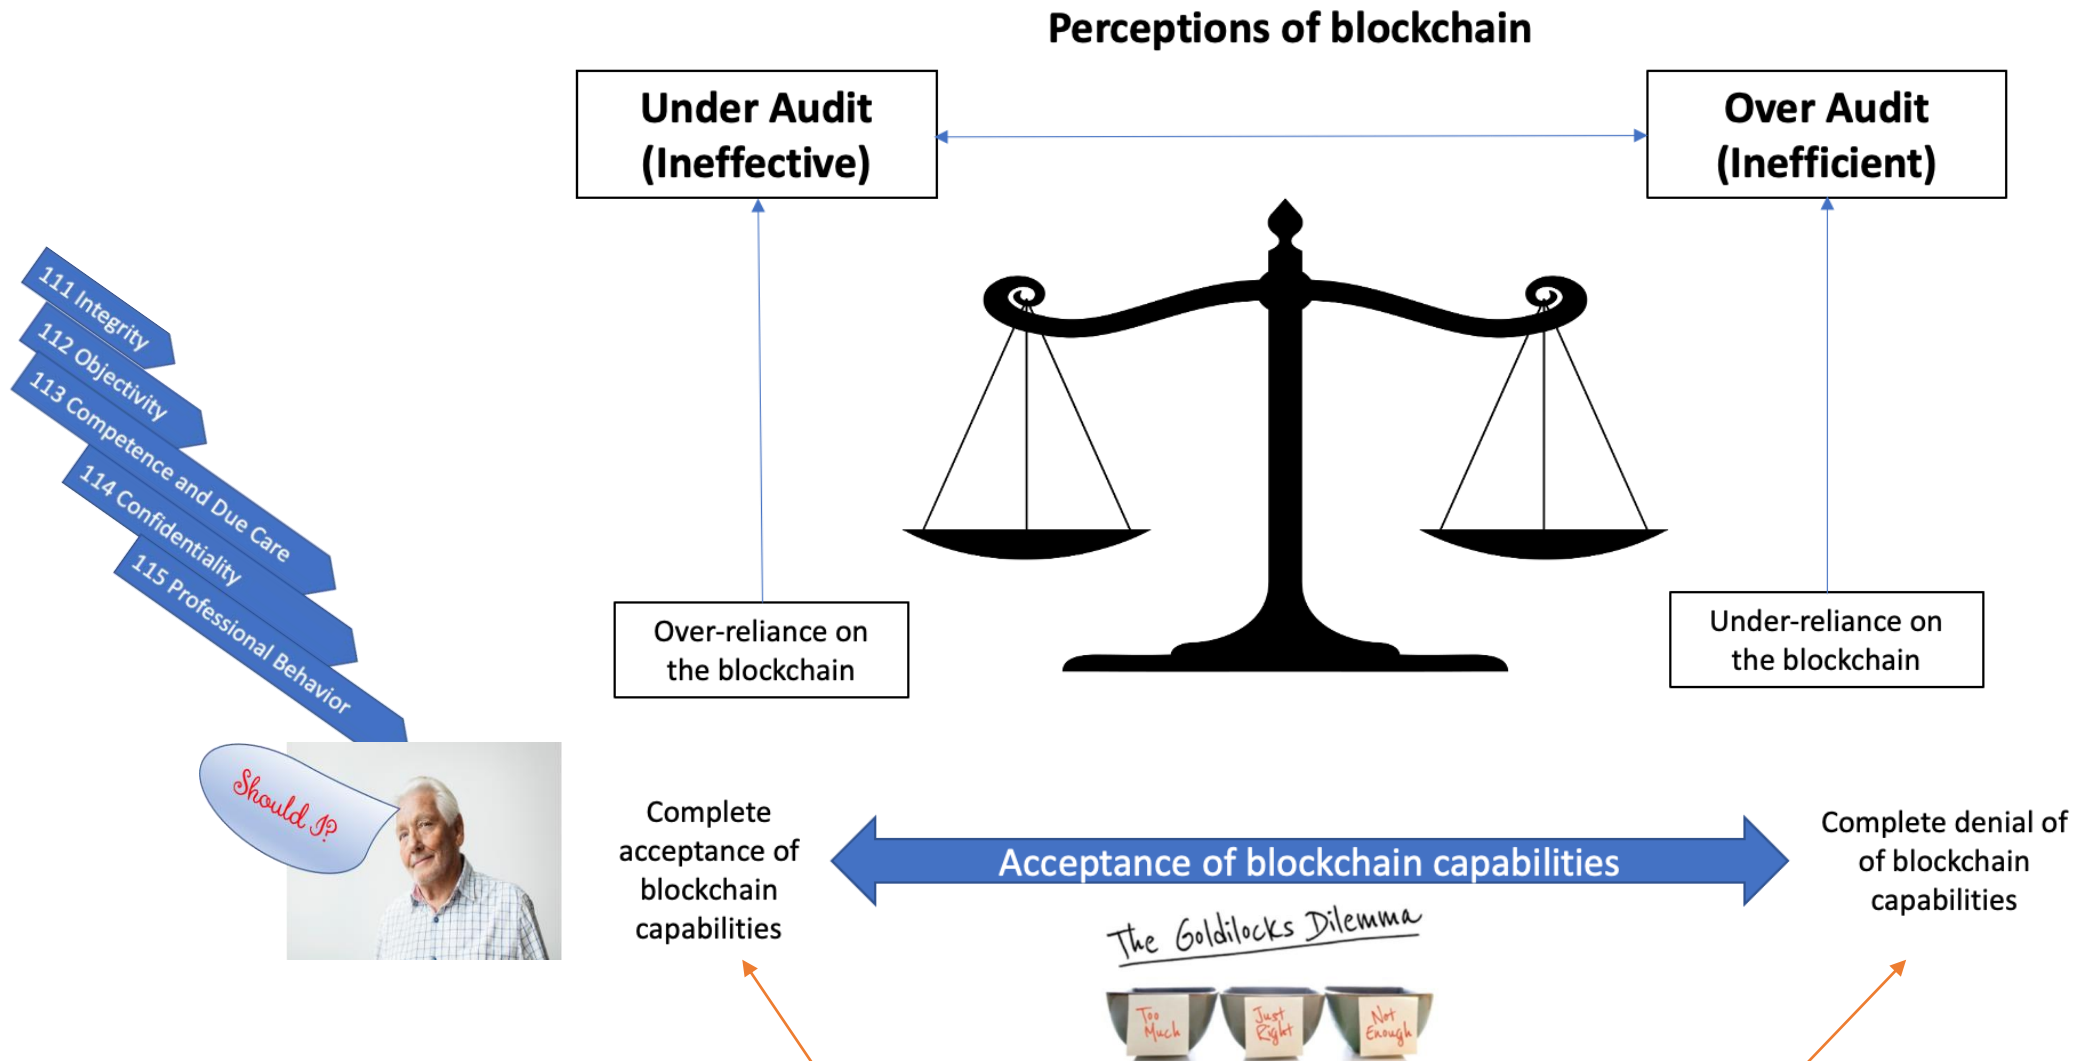 Perceptions of blockchain
Under Audit
(Ineffective)
Over Audit
(Inefficient)
111 Integrity
112 Objectivity
113 Competence and Due Care
114 Confidentiality
115 Professional Behavior
Over-reliance on
the blockchain
Under-reliance on
the blockchain
Should I?
Complete
acceptance of
blockchain
capabilities
Acceptance of blockchain capabilities
Complete denial of
of blockchain
capabilities
The Goldilocks Dilemma
Too
Much
Just
Right
Not
Enough